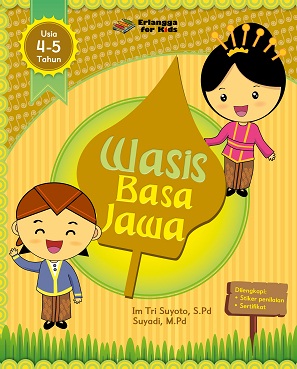 Erlangga
for Kids
Usia
4-5
Tahun
Wasis
Basa
Jawa
Im Tri Suyoto, S.Pd
Suyadi, M.Pd
Dilengkapi:
• Stiker penilaian
• Sertifikat